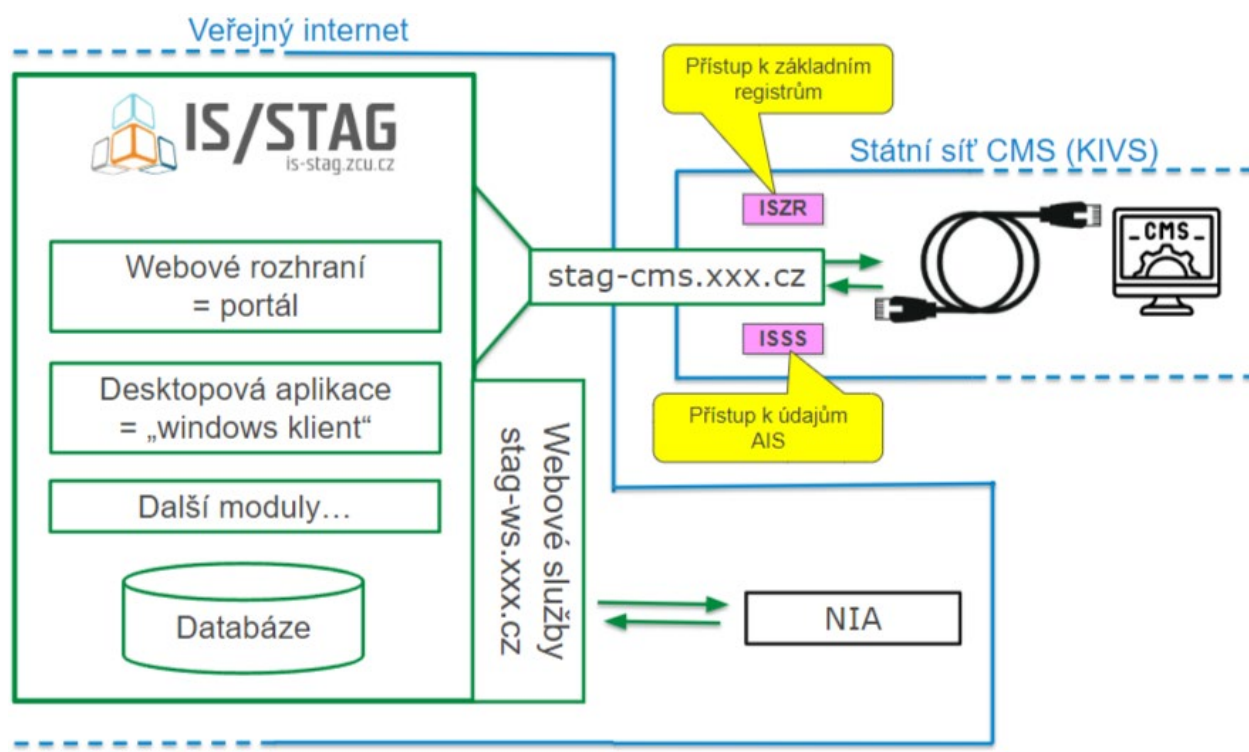 Veřejný internet
IS/STAG
is-stag.zcu.cz
Webové rozhraní
= portál
Desktopová aplikace
= „windows klient“
Další moduly…
Databáze
Webové služby
stag-ws.xxx.cz
stag-cms.xxx.cz
Přístup k základním
registrům
ISZR
Státní síť CMS (KIVS)
CMS
ISSS
Přístup k údajům
AIS
NIA